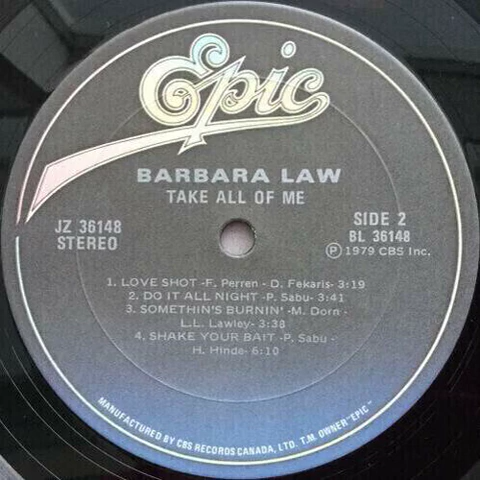 Epic
BARBARA LAW
TAKE ALL OF ME
JZ 36148
STEREO
SIDE 2
BL 36148
Ⓟ 1979 CBS Inc.
1. LOVE SHOT -F. Perren - D. Fekaris- 3:19
2. DO IT ALL NIGHT -P. Sabu- 3:41
3. SOMETHIN'S BURNIN' -M. Dorn -
L.L. Lawley- 3:38
4. SHAKE YOUR BAIT -P. Sabu -
H. Hinde- 6:10
MANUFACTURED BY CBS RECORDS CANADA, LTD. T.M. OWNER "EPIC"